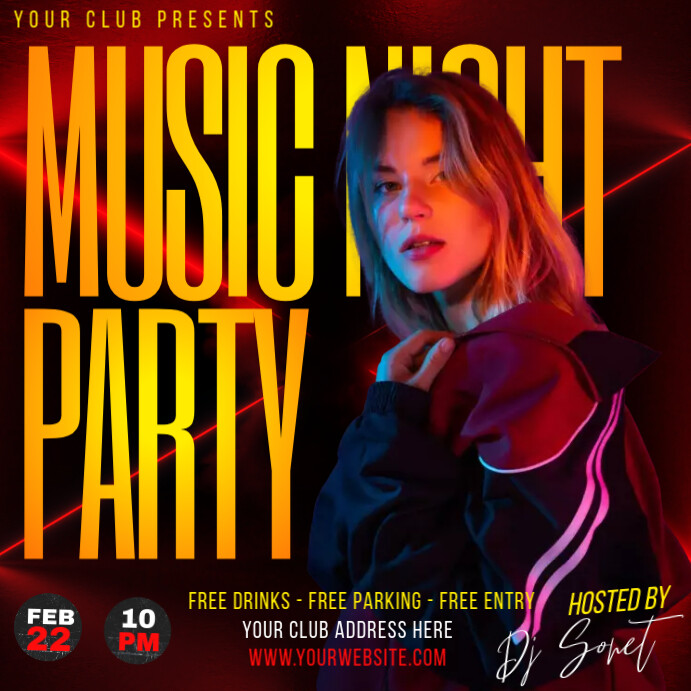 YOUR CLUB PRESENTS
MUSIC NIGHT
PARTY
FEB
22
10
PM
FREE DRINKS - FREE PARKING - FREE ENTRY
YOUR CLUB ADDRESS HERE
WWW.YOURWEBSITE.COM
HOSTED BY
Dj Sonet